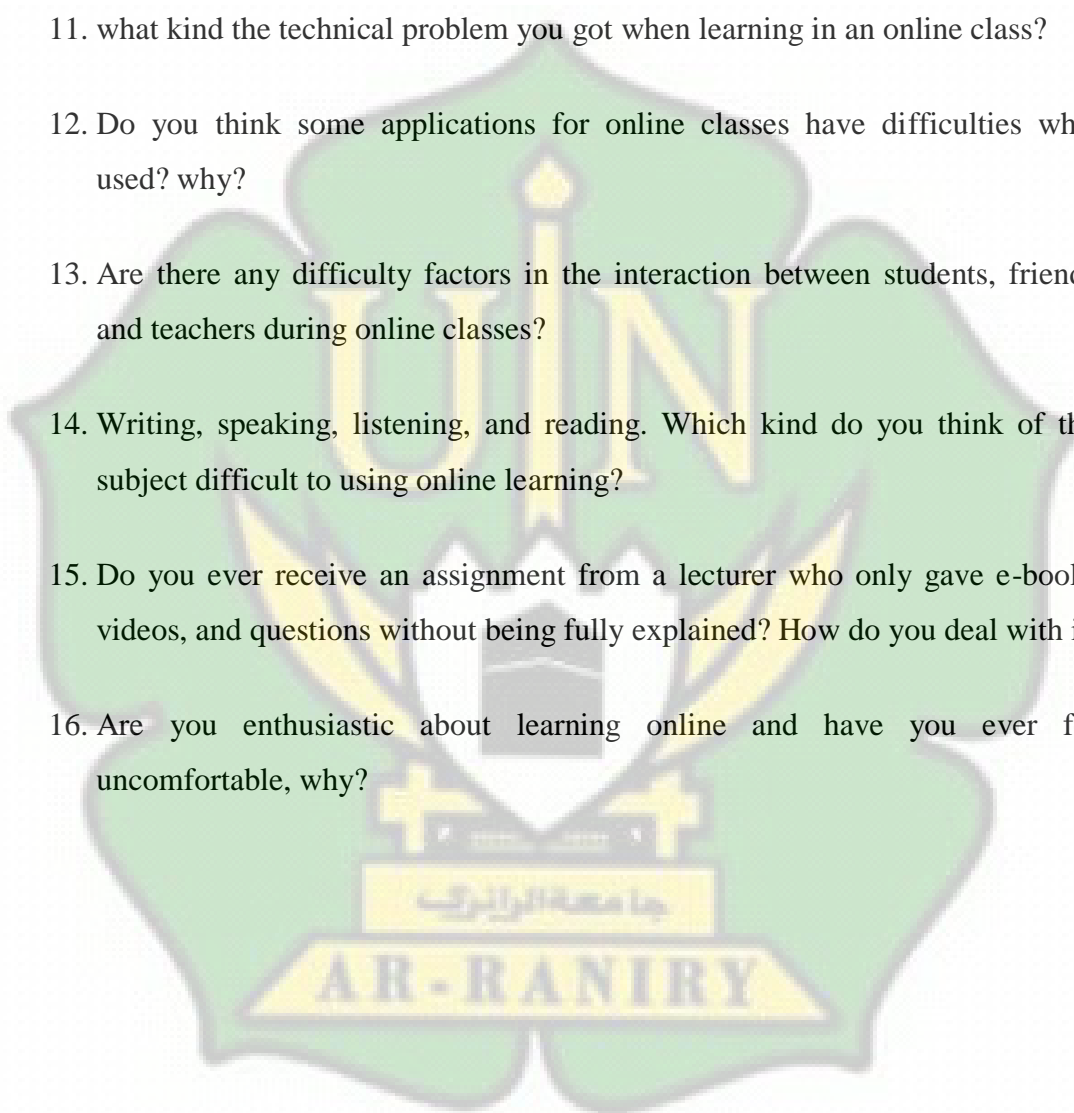 11. what kind the technical problem you got when learning in an online class?
12. Do you think some applications for online classes have difficulties wh
used? why?
13. Are there any difficulty factors in the interaction between students, frien
and teachers during online classes?
14. Writing, speaking, listening, and reading. Which kind do you think of th
subject difficult to using online learning?
15. Do you ever receive an assignment from a lecturer who only gave e-book
videos, and questions without being fully explained? How do you deal with i
16. Are you enthusiastic about learning online and have you ever f
uncomfortable, why?
UIN
جامعة الرانري
AR-RANIRY